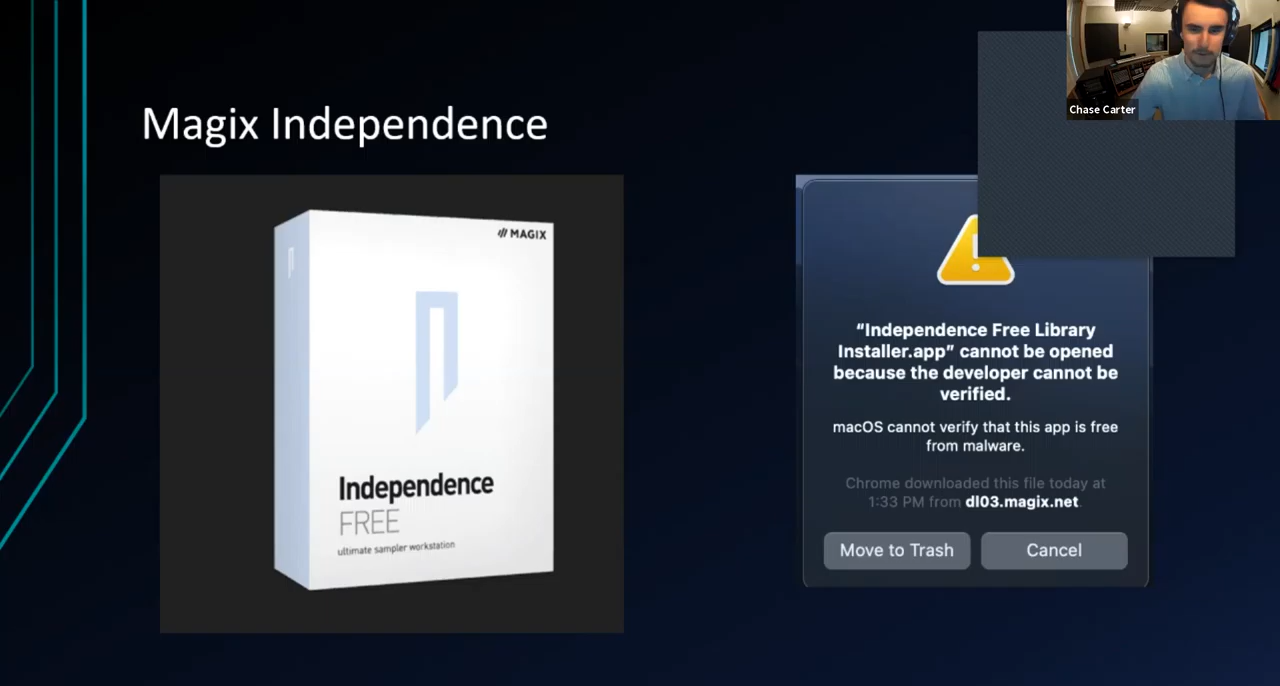 Chase Carter
Magix Independence
MAGIX
Independence
FREE
ultimate sampler workstation
“Independence Free Library
Installer.app” cannot be opened
because the developer cannot be
verified.
macOS cannot verify that this app is free
from malware.
Chrome downloaded this file today at
1:33 PM from dl03.magix.net.
Move to Trash
Cancel